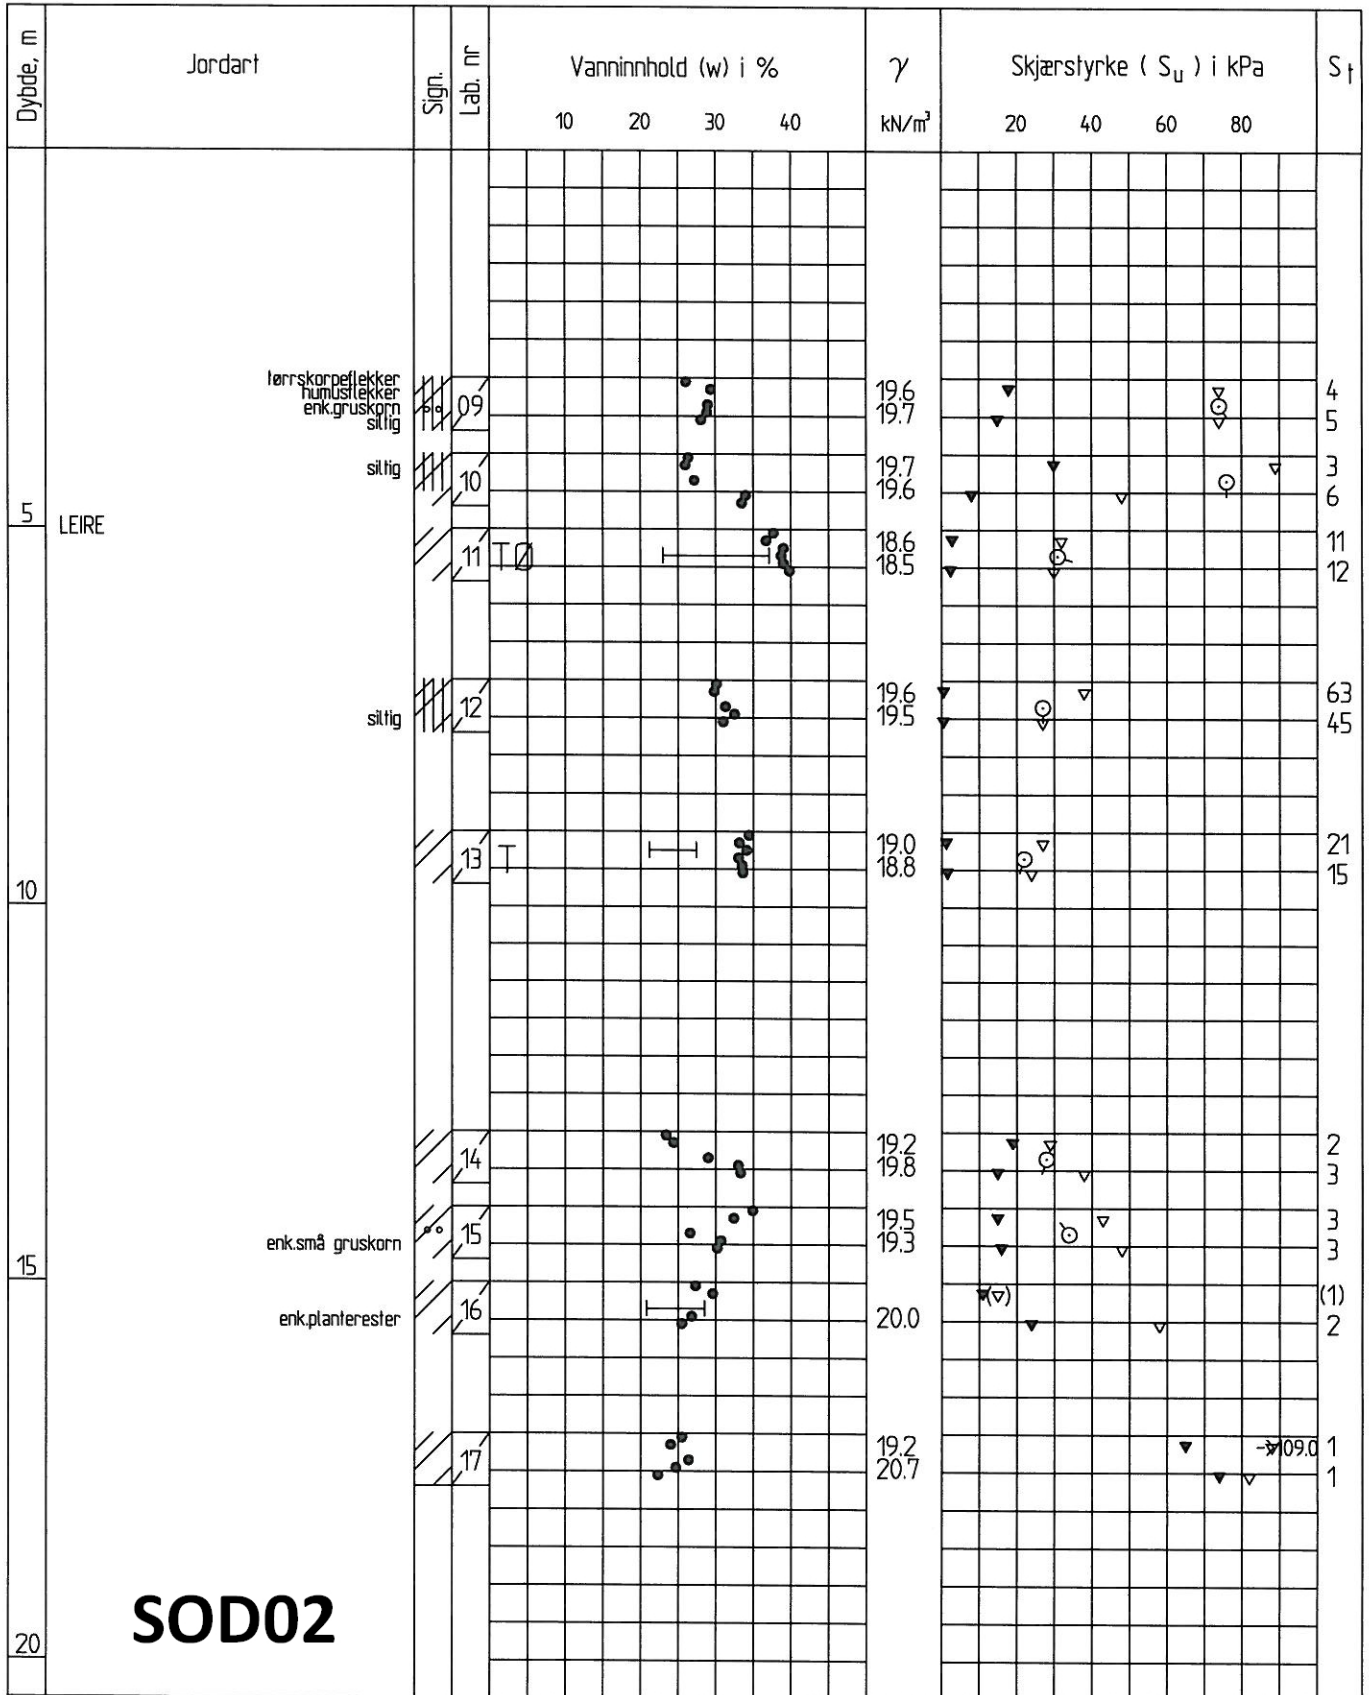 Dybde, m
Jordart
Sign.
Lab. nr
Vanninnhold (w) i %
γ
Skjærstyrke ( Su ) i kPa
St
10 20 30 40
kN/m³
20 40 60 80
tørrskorpeflekker
humusflekker
enk.gruskorn
siltig
09
19.6
19.7
4
5
siltig
10
19.7
19.6
3
6
5
LEIRE
11
TØ
18.6
18.5
11
12
siltig
12
19.6
19.5
63
45
13
T
19.0
18.8
21
15
10
14
19.2
19.8
2
3
enk.små gruskorn
15
19.5
19.3
3
3
15
enk.planterester
16
20.0
( )
(1)
2
17
19.2
20.7
109.0
1
1
SOD02
20